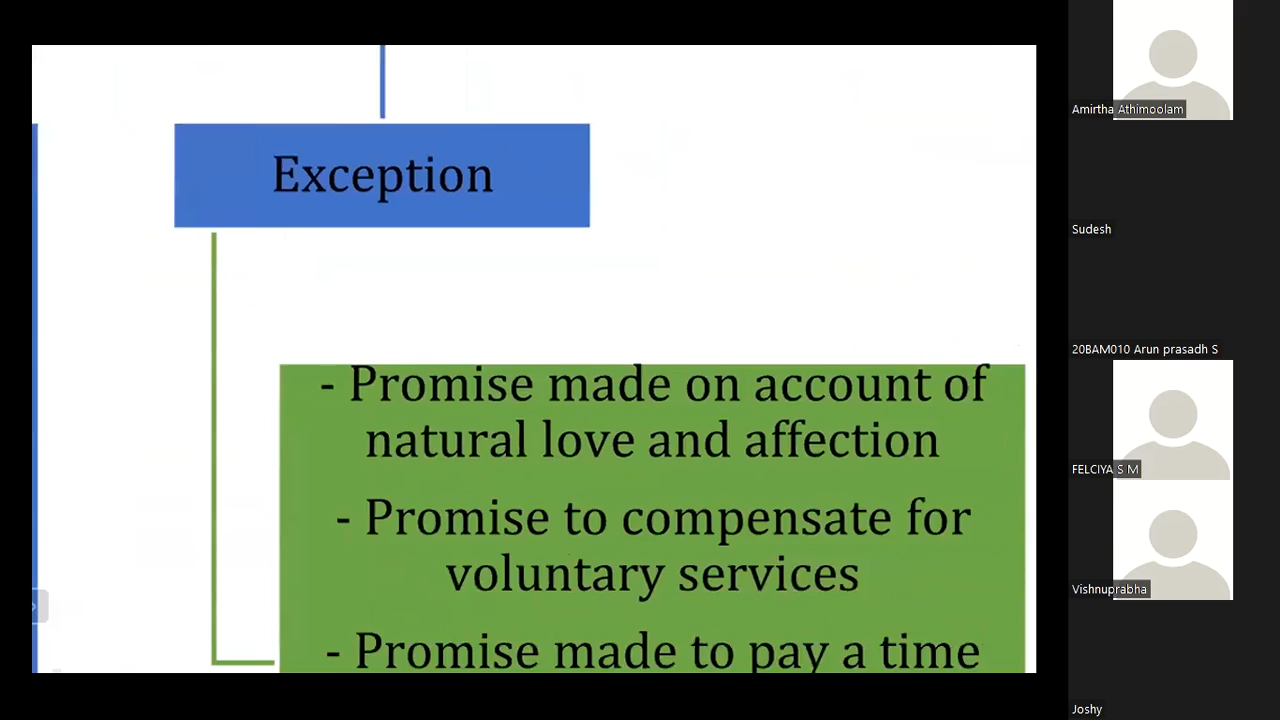 Exception
- Promise made on account of
natural love and affection
- Promise to compensate for
voluntary services
- Promise made to pay a time
Amirtha Athimoolam
Sudesh
20BAM010 Arun prasadh S
FELCIYA S M
Vishnuprabha
Joshy